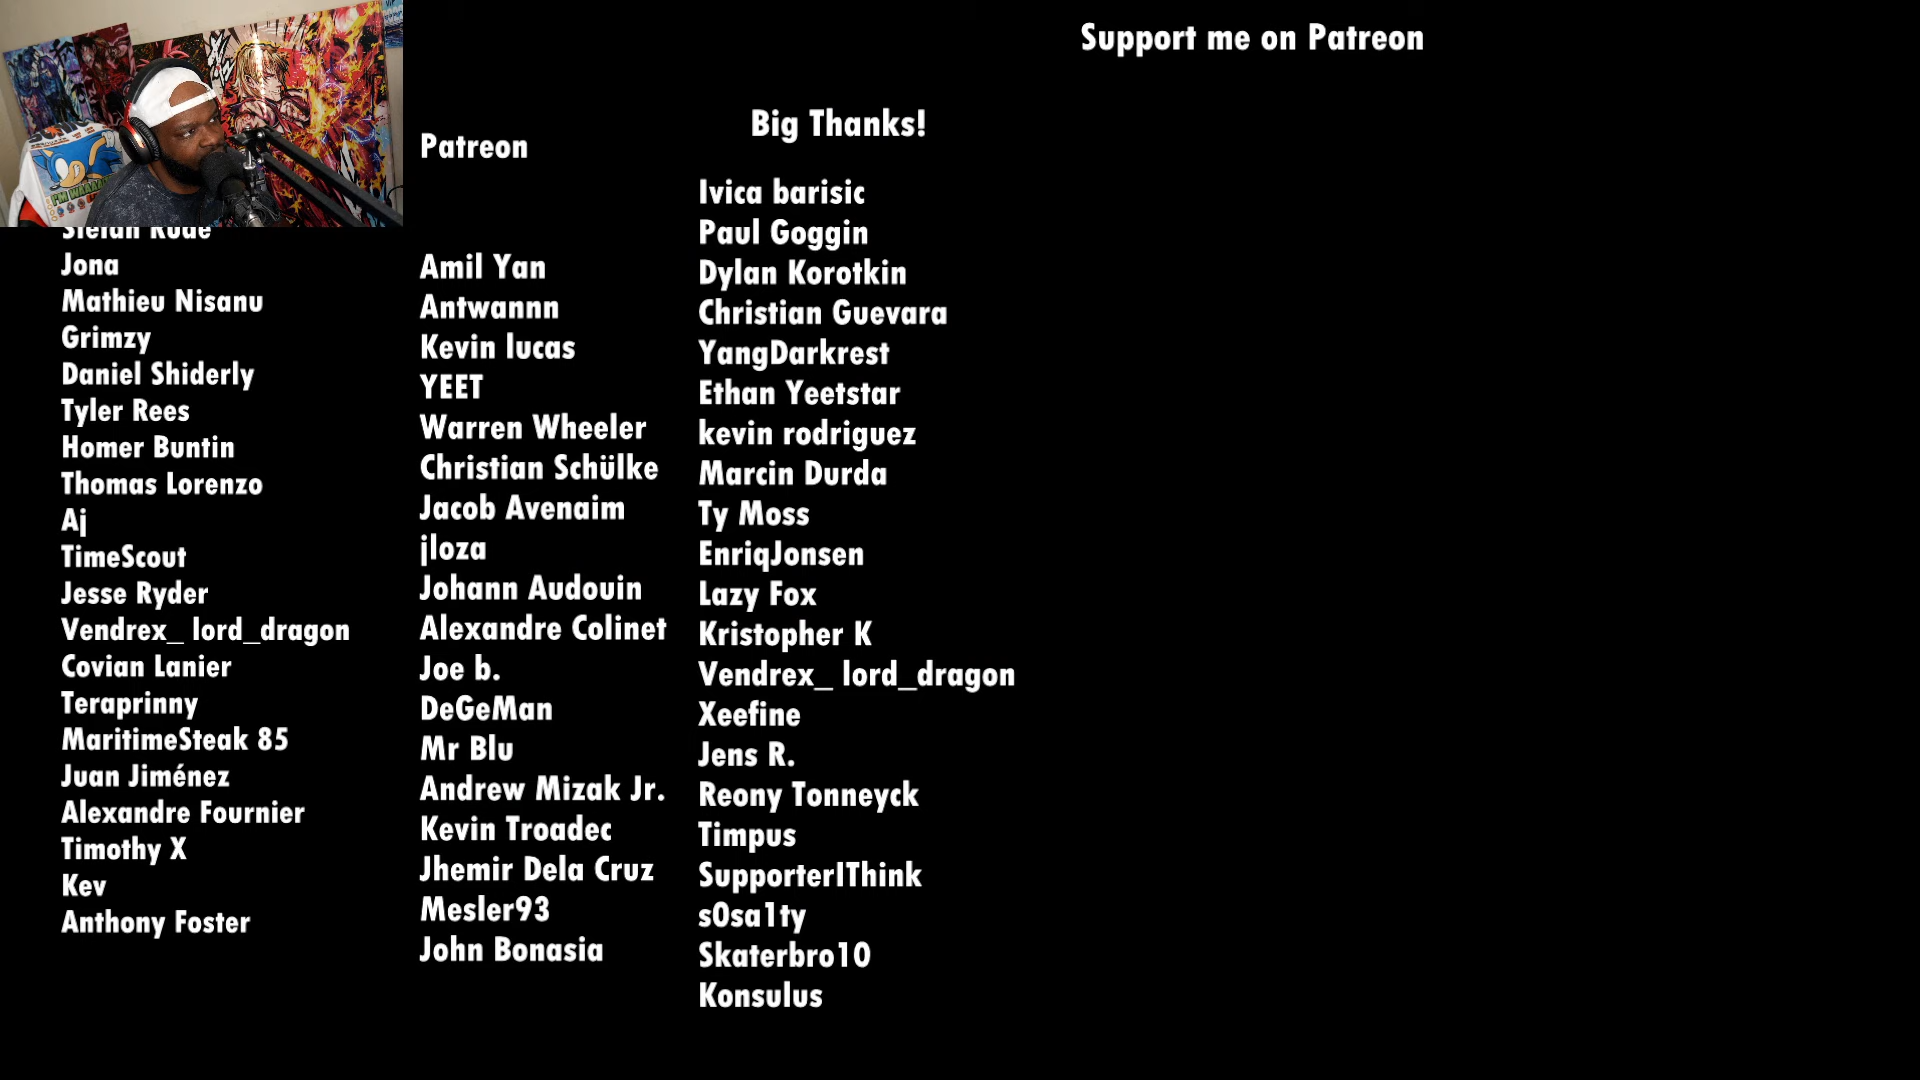 Support me on Patreon
Big Thanks!
Patreon
Stefan Rude
Jona
Mathieu Nisanu
Grimzy
Daniel Shiderly
Tyler Rees
Homer Buntin
Thomas Lorenzo
Aj
TimeScout
Jesse Ryder
Vendrex_ lord_dragon
Covian Lanier
Teraprinny
MaritimeSteak 85
Juan Jiménez
Alexandre Fournier
Timothy X
Kev
Anthony Foster
Amil Yan
Antwannn
Kevin lucas
YEET
Warren Wheeler
Christian Schülke
Jacob Avenaim
jloza
Johann Audouin
Alexandre Colinet
Joe b.
DeGeMan
Mr Blu
Andrew Mizak Jr.
Kevin Troadec
Jhemir Dela Cruz
Mesler93
John Bonasia
Ivica barisic
Paul Goggin
Dylan Korotkin
Christian Guevara
YangDarkrest
Ethan Yeetstar
kevin rodriguez
Marcin Durda
Ty Moss
EnriqJonsen
Lazy Fox
Kristopher K
Vendrex_ lord_dragon
Xeefine
Jens R.
Reony Tonneyck
Timpus
SupporterIThink
s0sa1ty
Skaterbro10
Konsulus